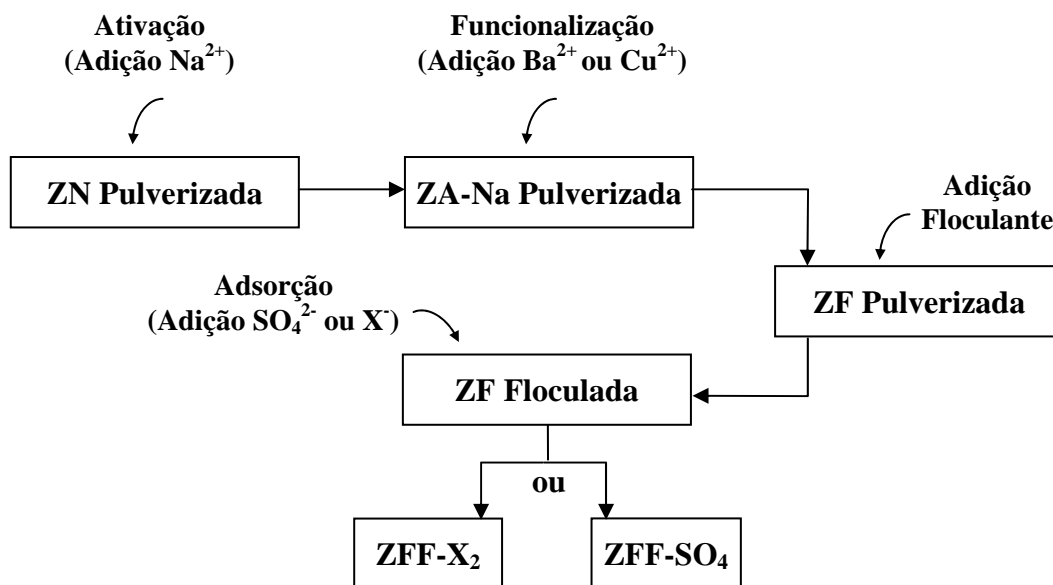 Ativação
(Adição Na²⁺)
Funcionalização
(Adição Ba²⁺ ou Cu²⁺)
ZN Pulverizada
ZA-Na Pulverizada
Adição
Floculante
ZF Pulverizada
Adsorção
(Adição SO₄²⁻ ou X⁻)
ZF Floculada
ou
ZFF-X₂
ZFF-SO₄